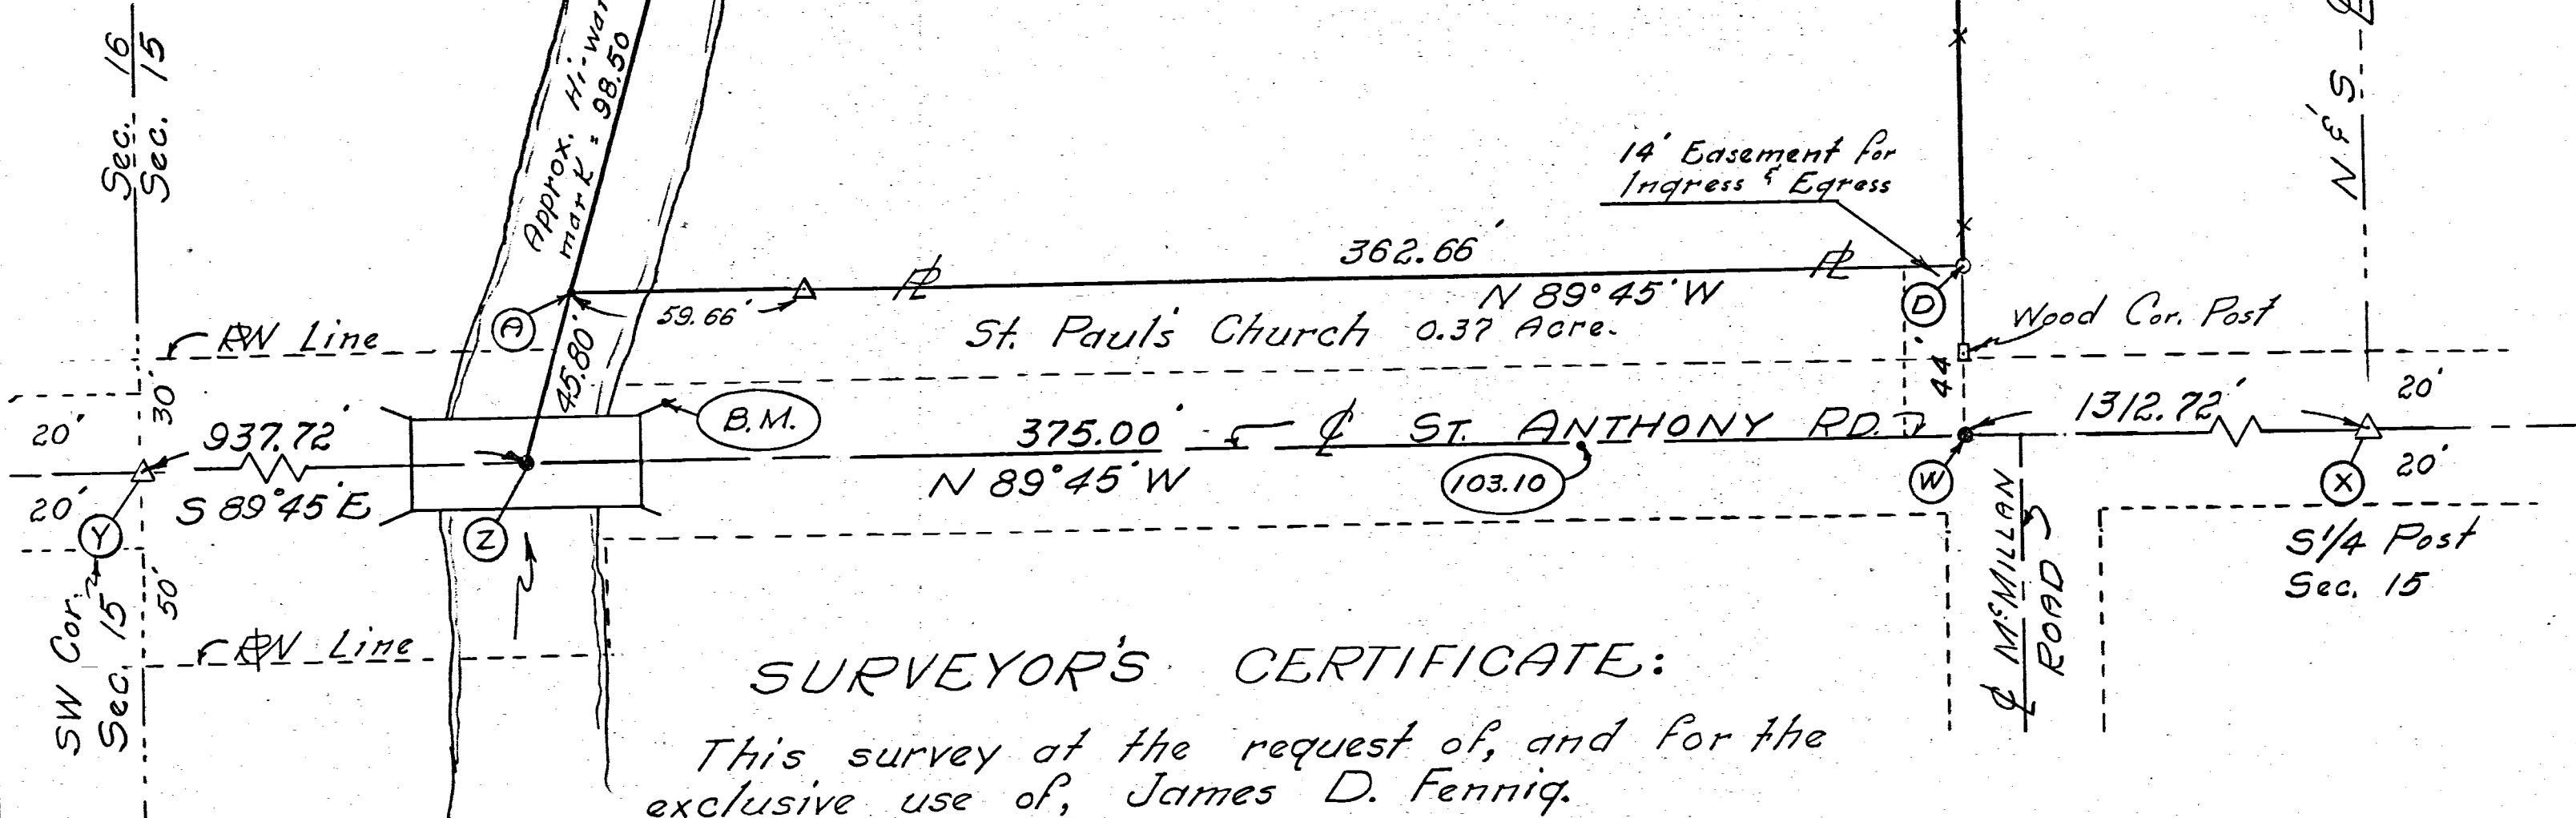 Sec. 16
Sec. 15
Approx. Hi-war
mark = 98.50
N & S ℄
14' Easement for
Ingress & Egress
362.66'
℄
℄
N 89°45' W
A
59.66'
D
Wood Cor. Post
St. Paul's Church 0.37 Acre.
R/W Line
45.80'
44'
30'
20'
937.72'
B.M.
375.00'
℄ ST. ANTHONY RD.
1312.72'
20'
20'
S 89°45' E
N 89°45' W
103.10
W
X
20'
Y
Z
SW Cor.
Sec. 15
50'
R/W Line
℄ McMILLAN
ROAD
S1/4 Post
Sec. 15
SURVEYOR'S CERTIFICATE:
This survey at the request of, and for the
exclusive use of, James D. Fennig.